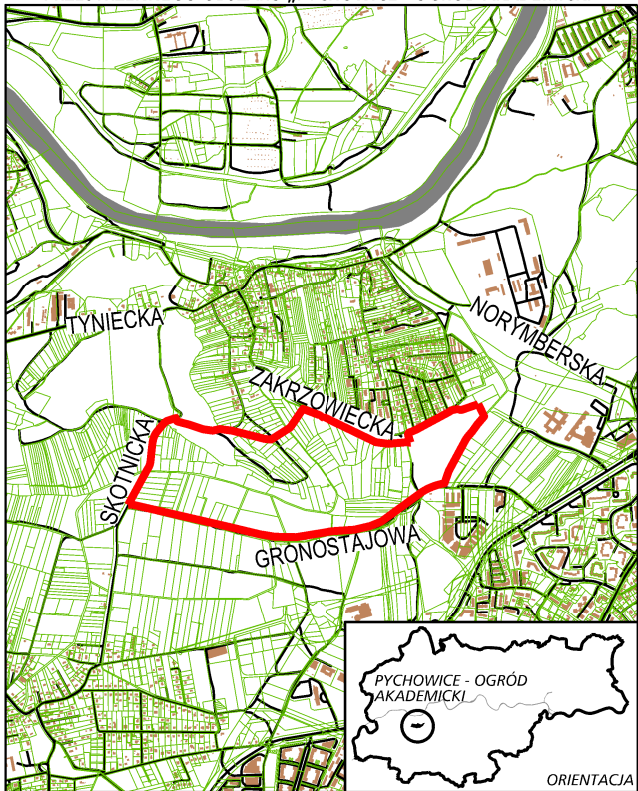 TYNIECKA
NORYMBERSKA
ZAKRZOWIECKA
SKOTNICKA
GRONOSTAJOWA
PYCHOWICE - OGRÓD
AKADEMICKI
ORIENTACJA